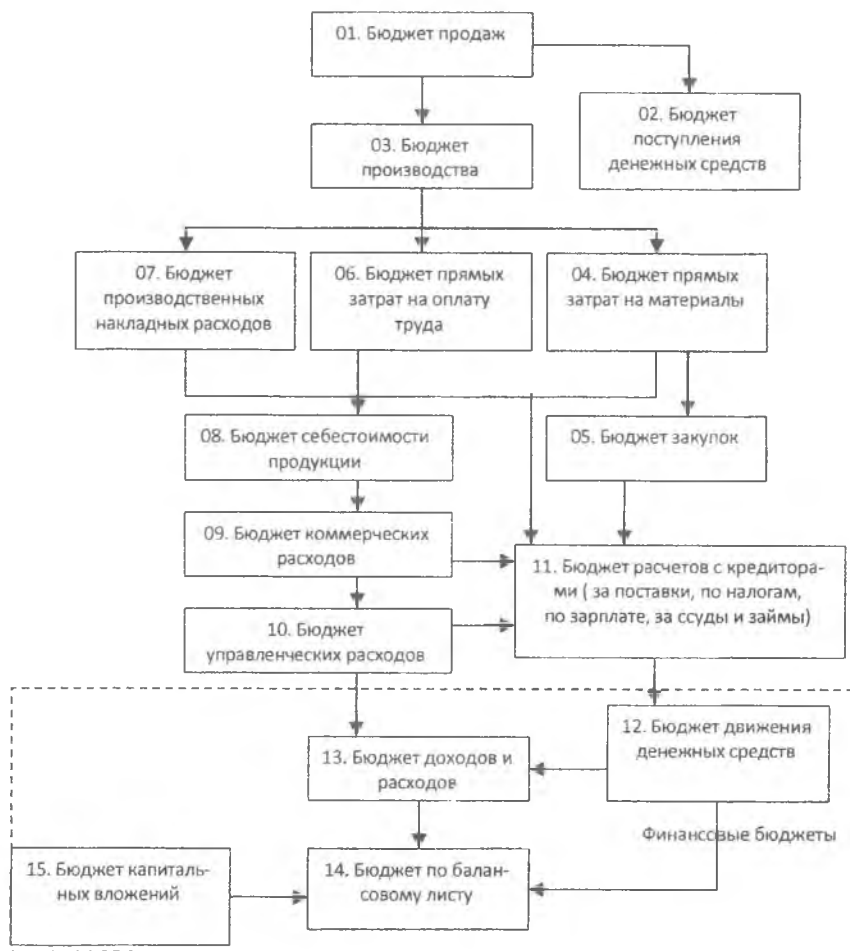 01. Бюджет продаж
02. Бюджет
поступления
денежных средств
03. Бюджет
производства
07. Бюджет
производственных
накладных расходов
06. Бюджет прямых
затрат на оплату
труда
04. Бюджет прямых
затрат на материалы
08. Бюджет себестоимости
продукции
05. Бюджет закупок
09. Бюджет коммерческих
расходов
11. Бюджет расчетов с кредитора-
ми ( за поставки, по налогам,
по зарплате, за ссуды и займы)
10. Бюджет
управленческих расходов
12. Бюджет движения
денежных средств
13. Бюджет доходов и
расходов
Финансовые бюджеты
15. Бюджет капиталь-
ных вложений
14. Бюджет по балан-
совому листу